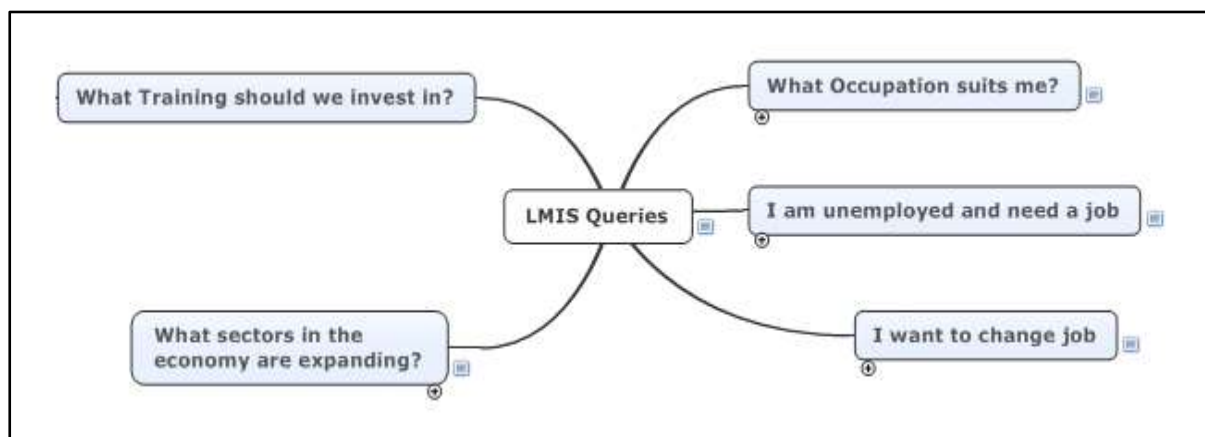 What Training should we invest in?
What Occupation suits me?
LMIS Queries
I am unemployed and need a job
What sectors in the
economy are expanding?
I want to change job